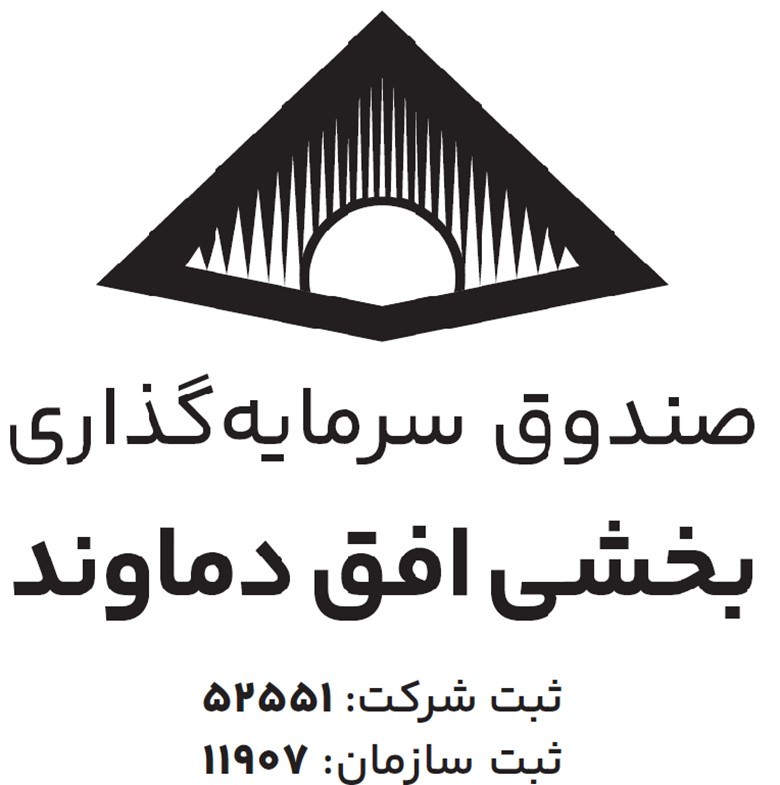 صندوق سرمایه‌گذاری
بخشی افق دماوند
ثبت شرکت: ۵۲۵۵۱
ثبت سازمان: ۱۱۹۰۷